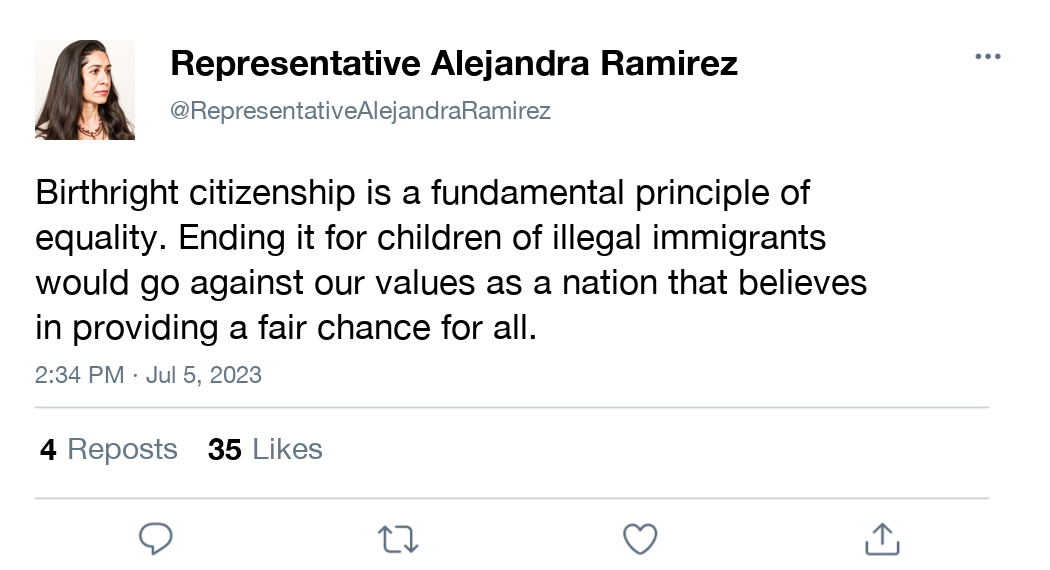 Representative Alejandra Ramirez
@RepresentativeAlejandraRamirez
Birthright citizenship is a fundamental principle of
equality. Ending it for children of illegal immigrants
would go against our values as a nation that believes
in providing a fair chance for all.
2:34 PM · Jul 5, 2023
4 Reposts 35 Likes